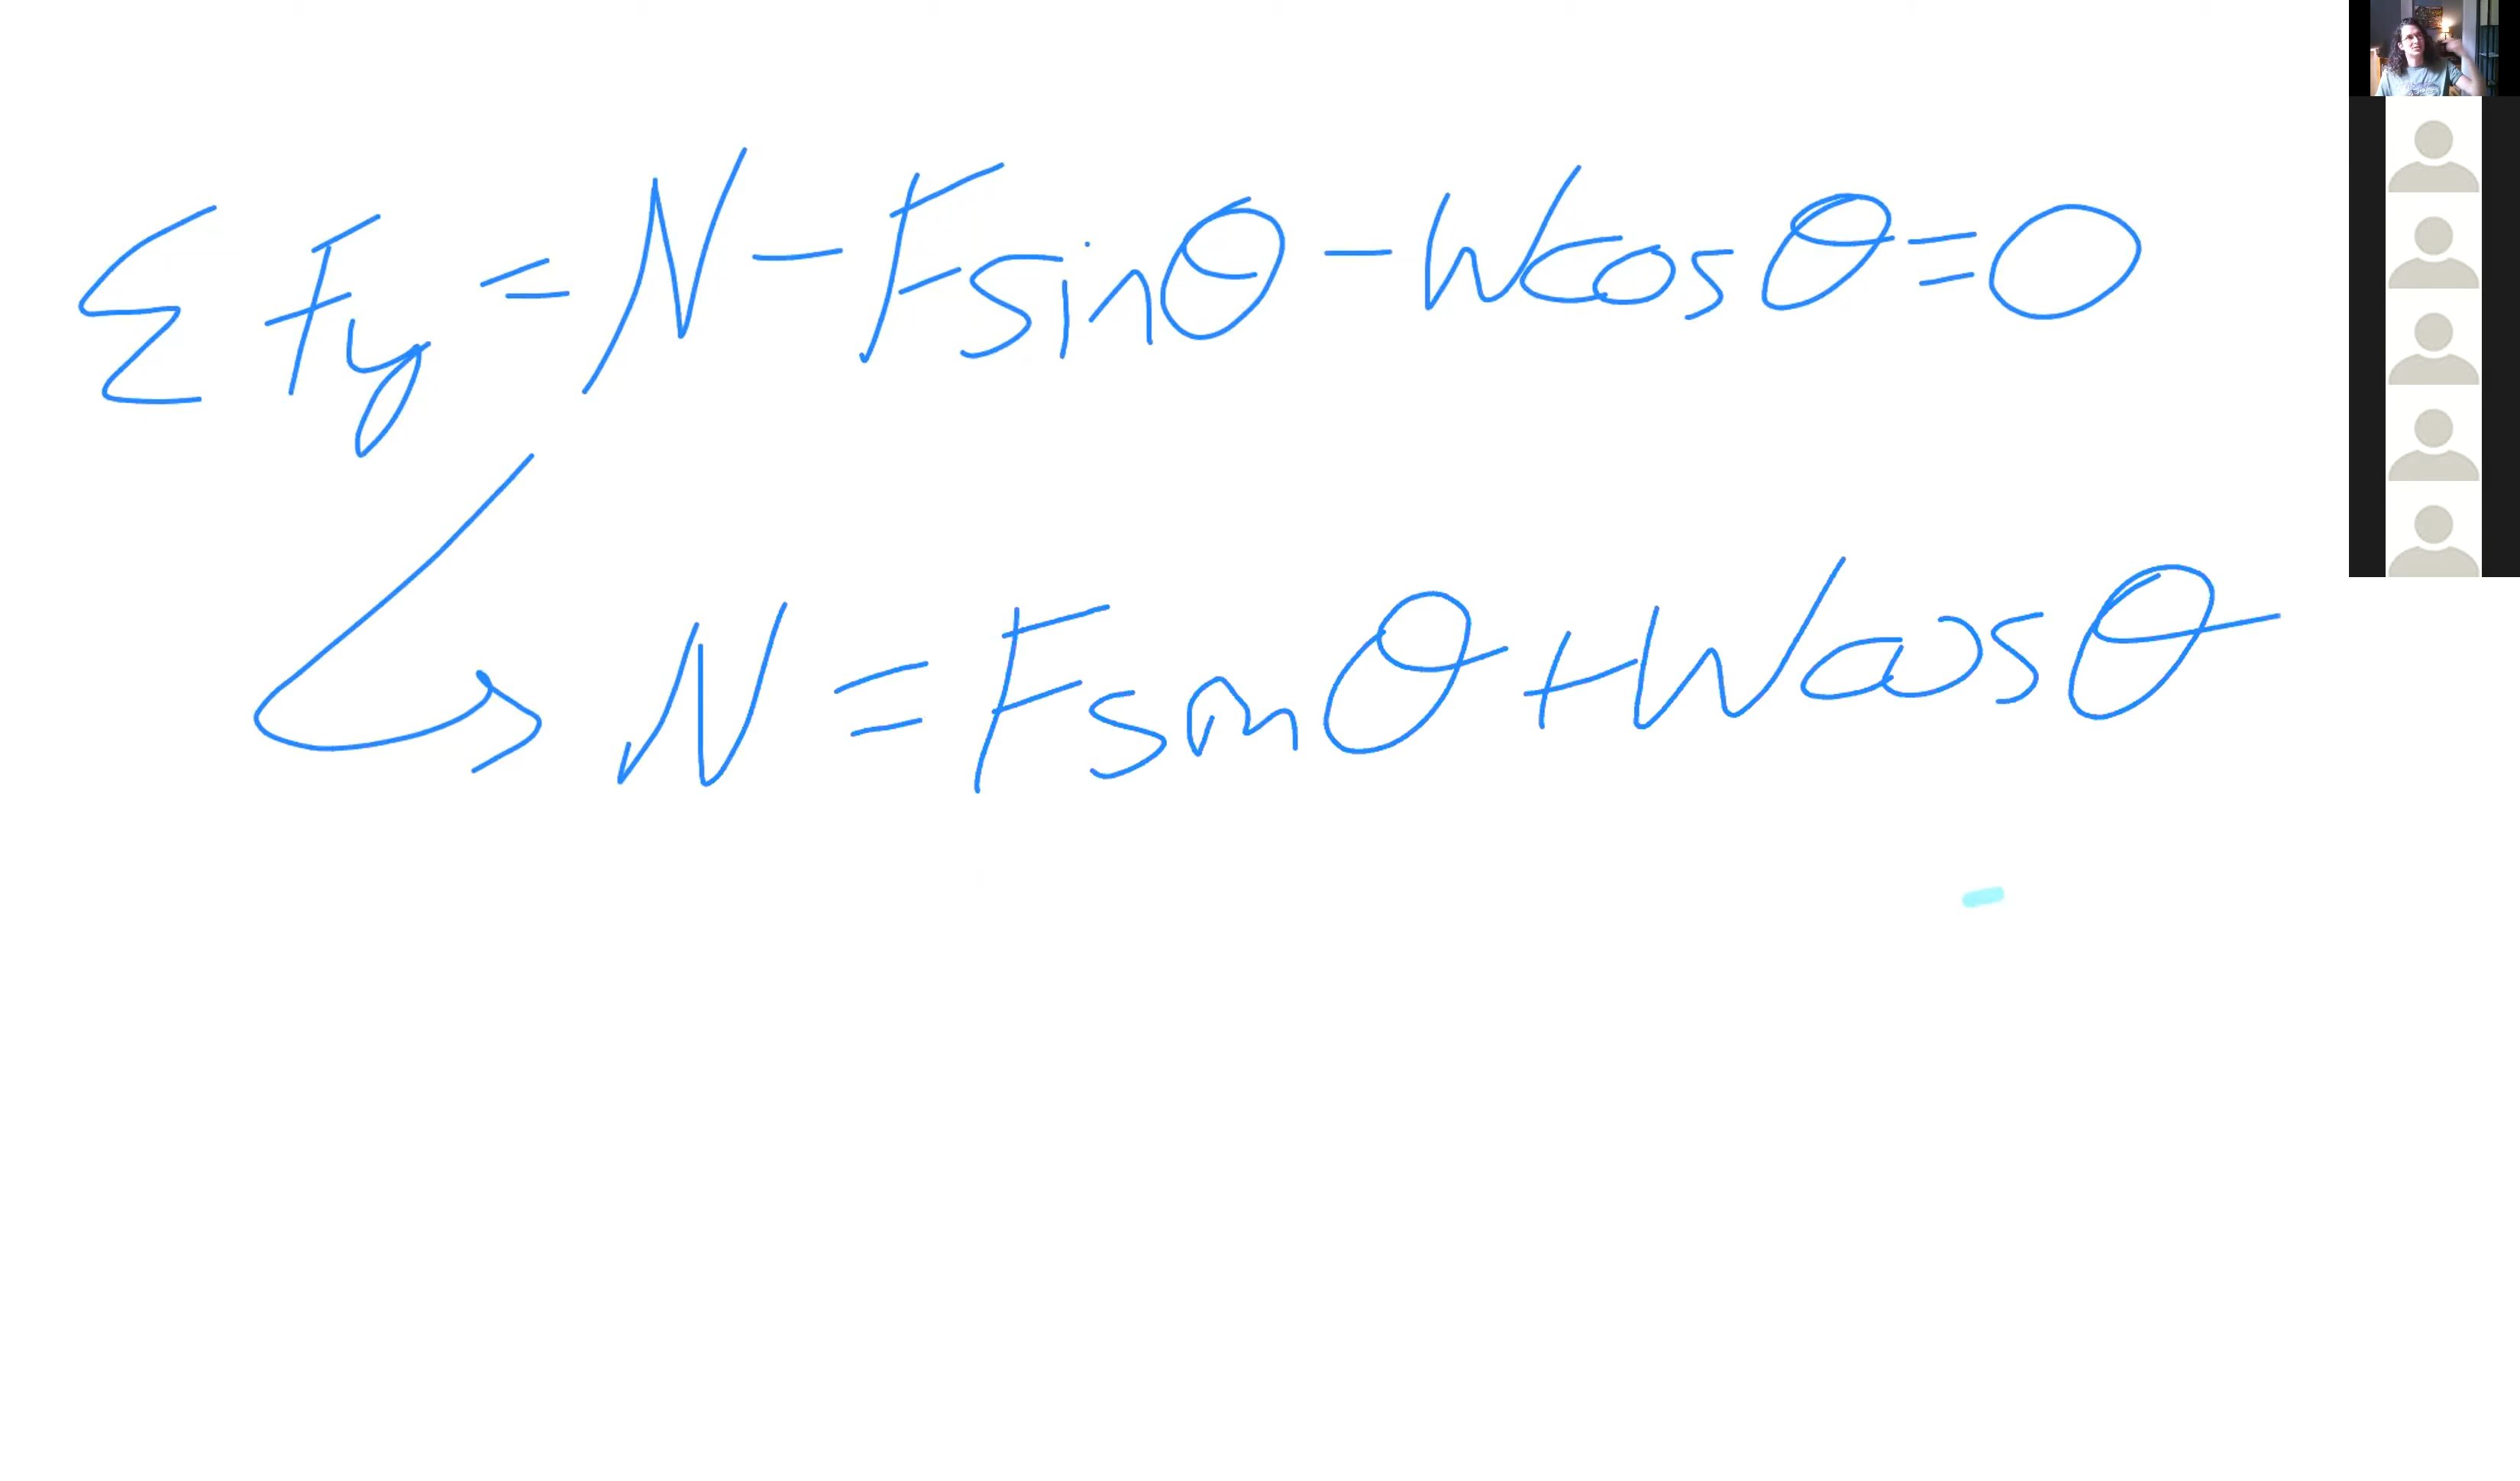 ΣFy = N - Fsinθ - Wcosθ = 0
↳ N = Fsinθ + Wcosθ